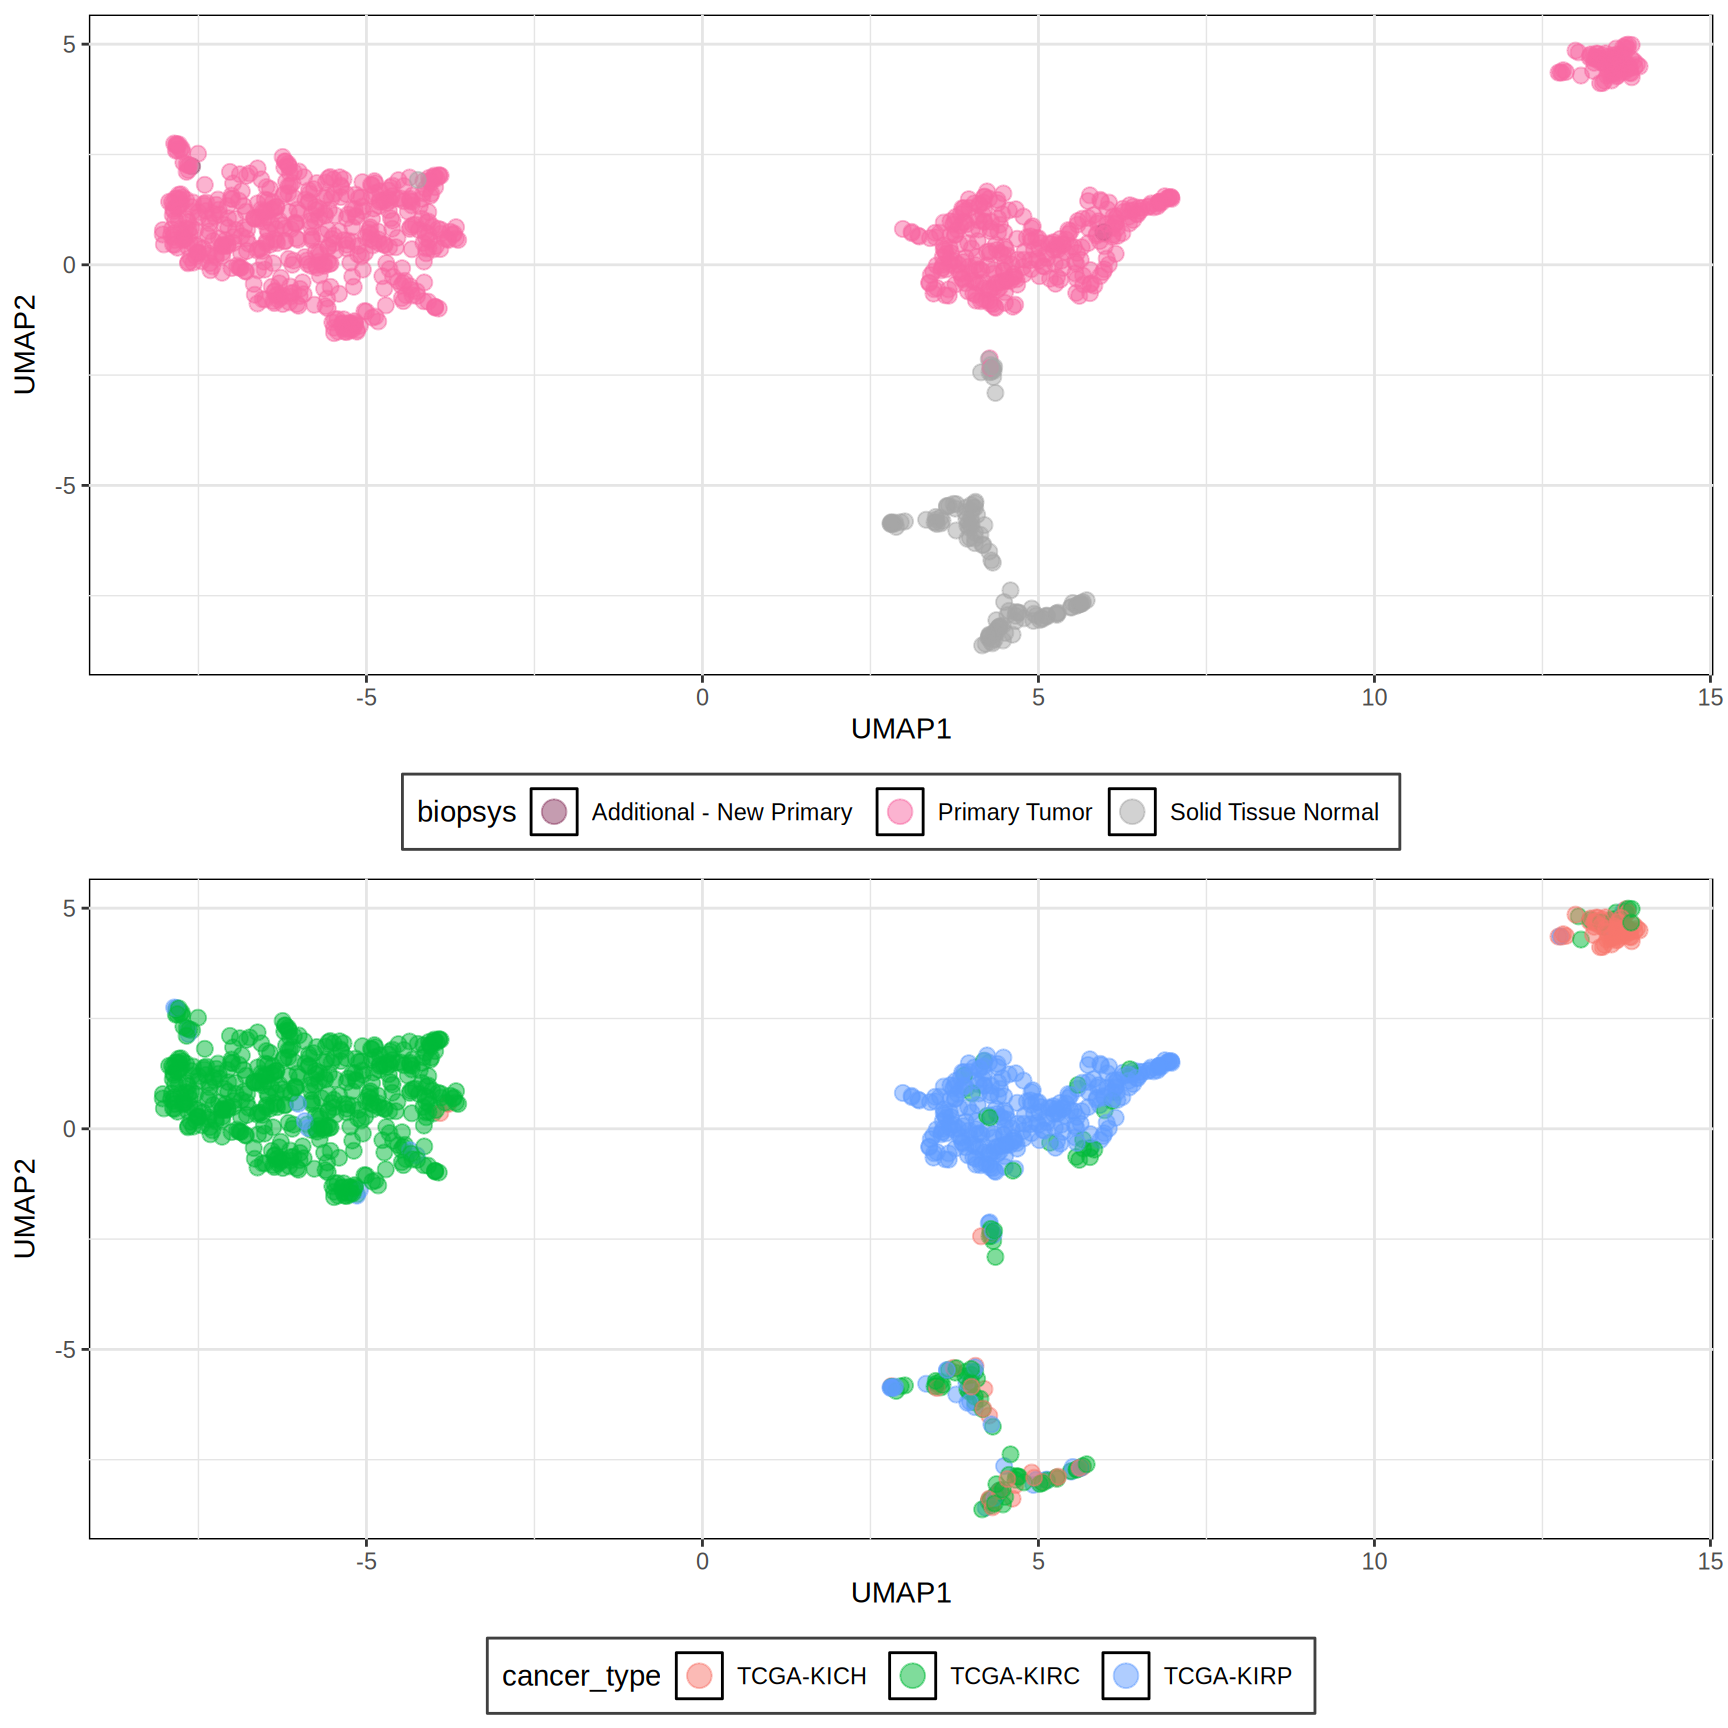 5
0
-5
UMAP2
-5
0
5
10
15
UMAP1
biopsys
Additional - New Primary
Primary Tumor
Solid Tissue Normal
5
0
-5
UMAP2
-5
0
5
10
15
UMAP1
cancer_type
TCGA-KICH
TCGA-KIRC
TCGA-KIRP